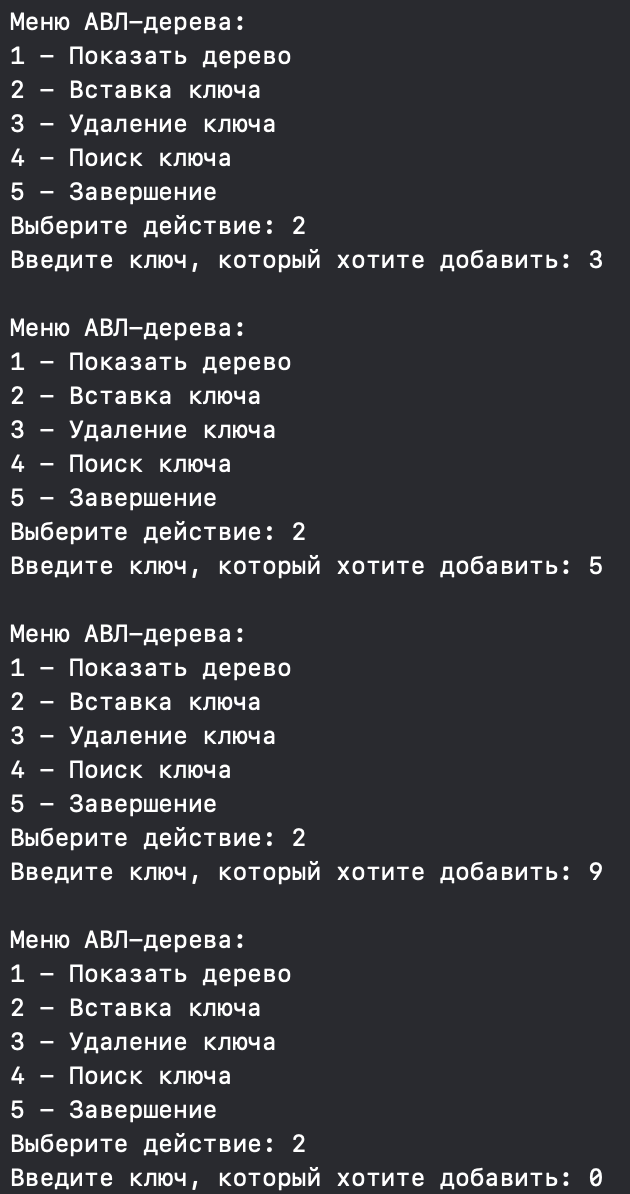 Меню АВЛ–дерева:
1 – Показать дерево
2 – Вставка ключа
3 – Удаление ключа
4 – Поиск ключа
5 – Завершение
Выберите действие: 2
Введите ключ, который хотите добавить: 3
Меню АВЛ–дерева:
1 – Показать дерево
2 – Вставка ключа
3 – Удаление ключа
4 – Поиск ключа
5 – Завершение
Выберите действие: 2
Введите ключ, который хотите добавить: 5
Меню АВЛ–дерева:
1 – Показать дерево
2 – Вставка ключа
3 – Удаление ключа
4 – Поиск ключа
5 – Завершение
Выберите действие: 2
Введите ключ, который хотите добавить: 9
Меню АВЛ–дерева:
1 – Показать дерево
2 – Вставка ключа
3 – Удаление ключа
4 – Поиск ключа
5 – Завершение
Выберите действие: 2
Введите ключ, который хотите добавить: 0